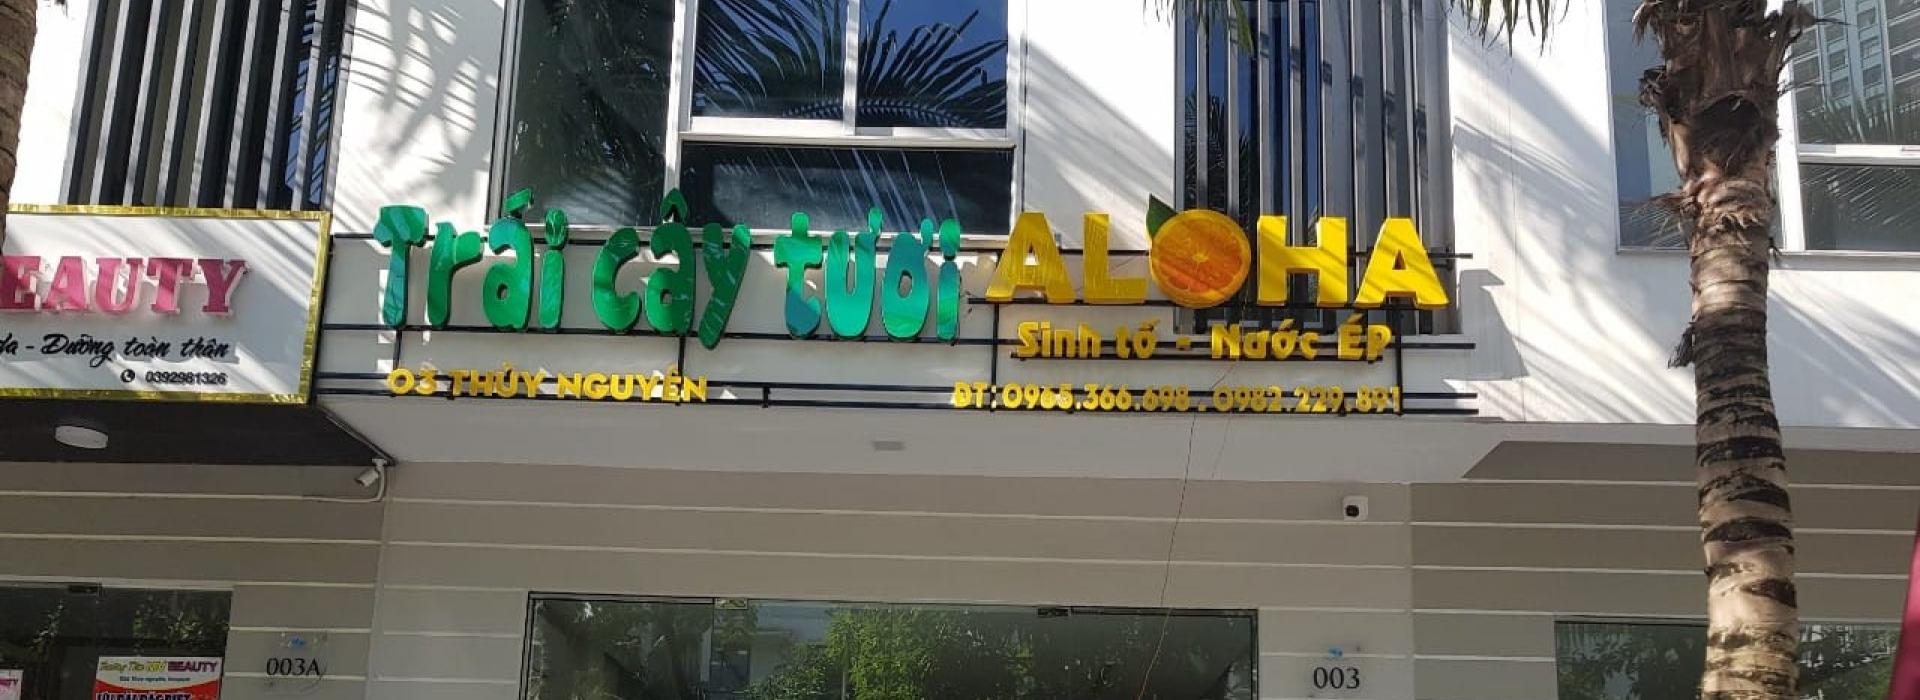 EAUTY
da - Dưỡng toàn thân
0392981326
Trái cây tươi ALOHA
Sinh tố - Nước ÉP
03 THỦY NGUYÊN
ĐT:0965.366.698.0982.229.891
003A
BEAUTY
003